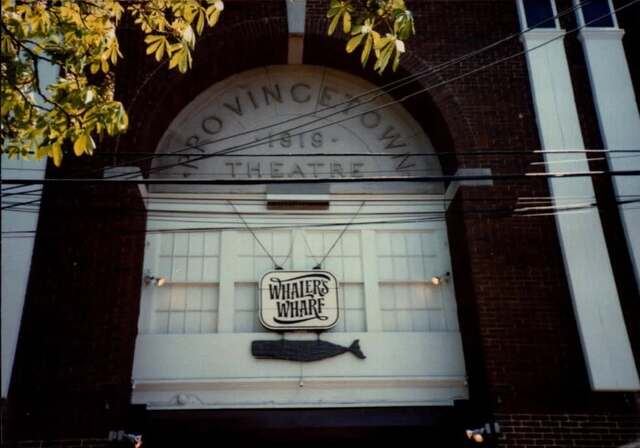 PROVINCETOWN
-1919-
THEATRE
WHALER'S
WHARF